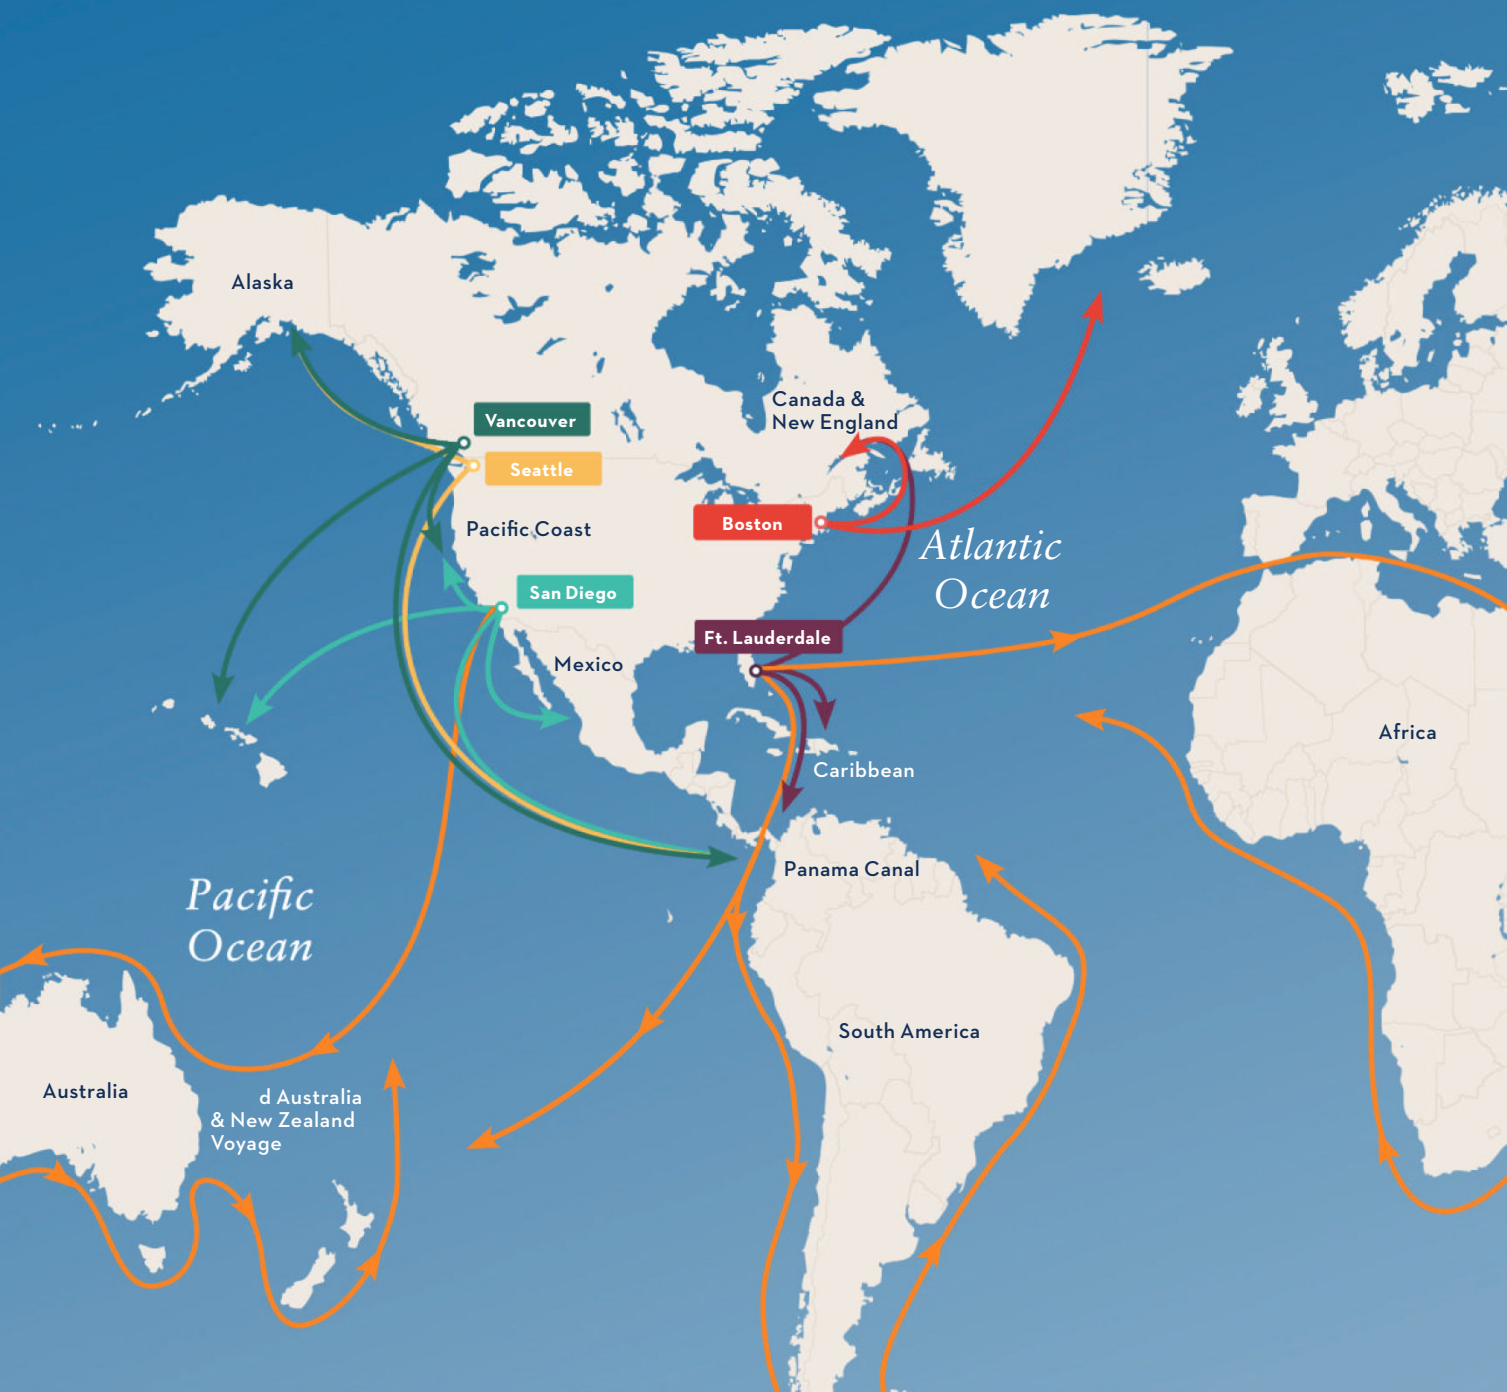 Alaska
Canada &
New England
Vancouver
Seattle
Boston
Pacific Coast
Atlantic
Ocean
San Diego
Ft. Lauderdale
Mexico
Africa
Caribbean
Panama Canal
Pacific
Ocean
South America
Australia
d Australia
& New Zealand
Voyage